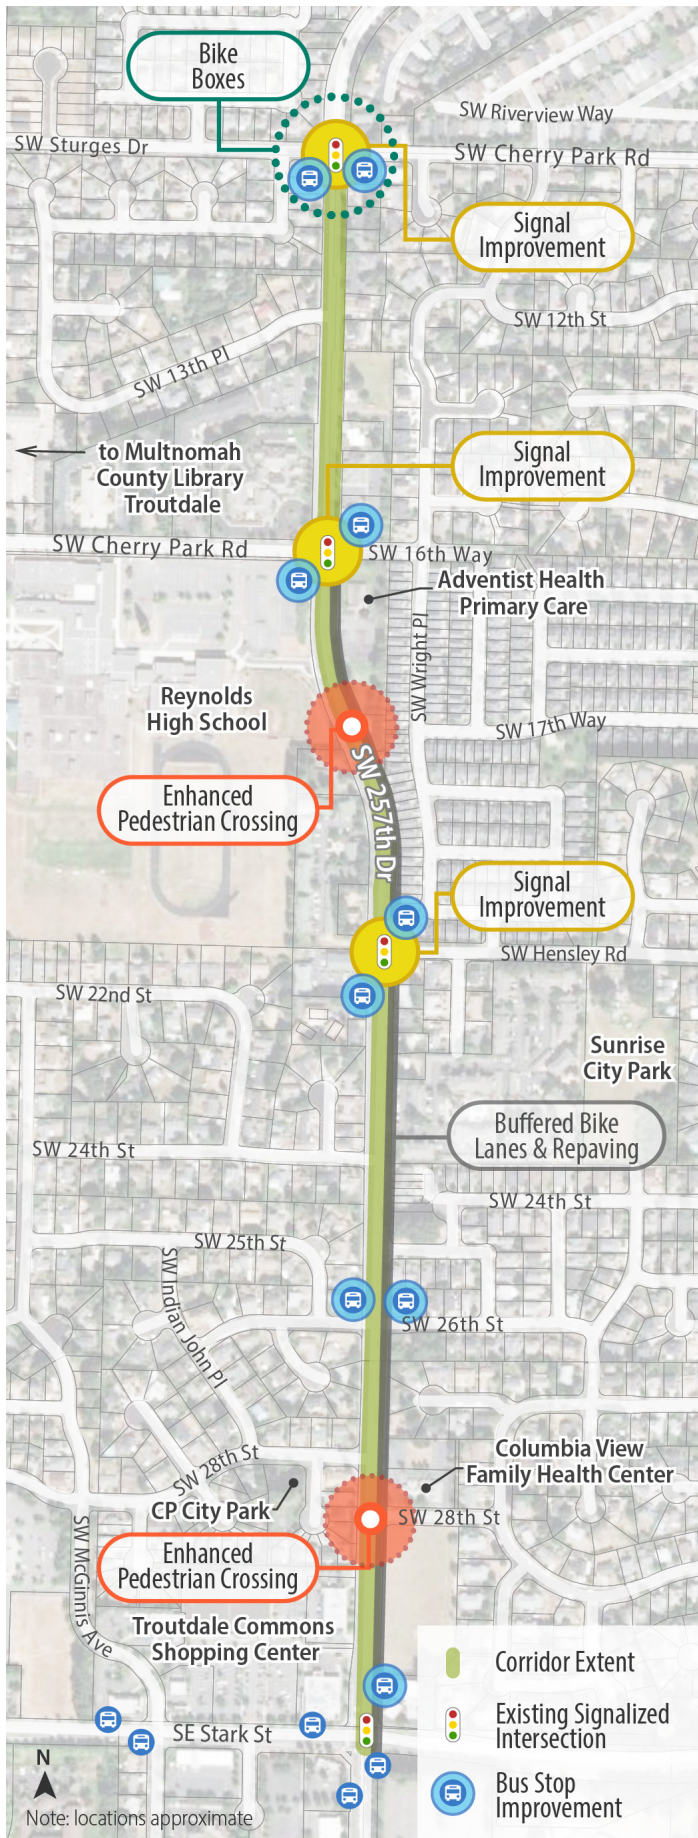 Bike
Boxes
SW Riverview Way
SW Sturges Dr
SW Cherry Park Rd
Signal
Improvement
SW 12th St
SW 13th Pl
to Multnomah
County Library
Troutdale
Signal
Improvement
SW Cherry Park Rd
SW 16th Way
Adventist Health
Primary Care
SW Wright Pl
Reynolds
High School
SW 17th Way
Enhanced
Pedestrian Crossing
SW 257th Dr
Signal
Improvement
SW Hensley Rd
SW 22nd St
Sunrise
City Park
Buffered Bike
Lanes & Repaving
SW 24th St
SW 24th St
SW 25th St
SW Indian John Pl
SW 26th St
Columbia View
Family Health Center
SW 28th St
CP City Park
SW 28th St
SW McGinnis Ave
Enhanced
Pedestrian Crossing
Troutdale Commons
Shopping Center
Corridor Extent
Existing Signalized
Intersection
SE Stark St
Bus Stop
Improvement
N
Note: locations approximate